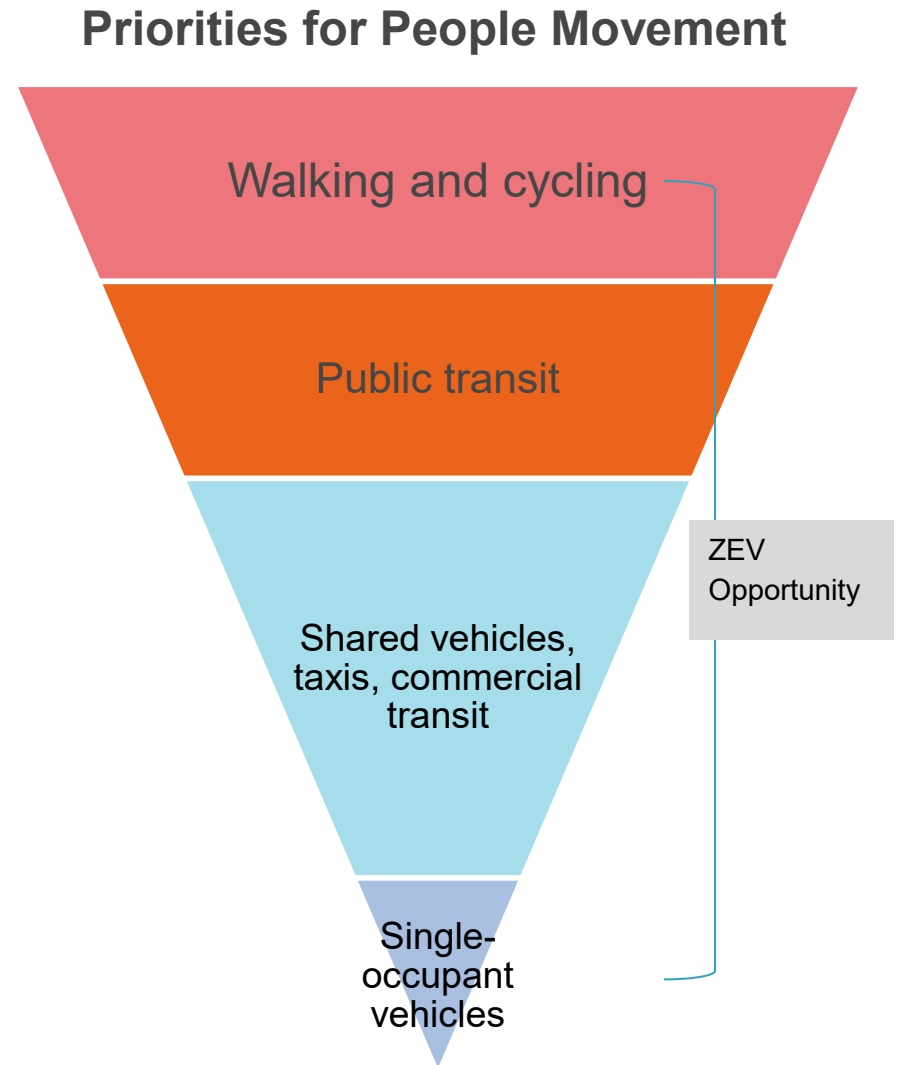 Priorities for People Movement
Walking and cycling
Public transit
ZEV
Opportunity
Shared vehicles,
taxis, commercial
transit
Single-
occupant
vehicles